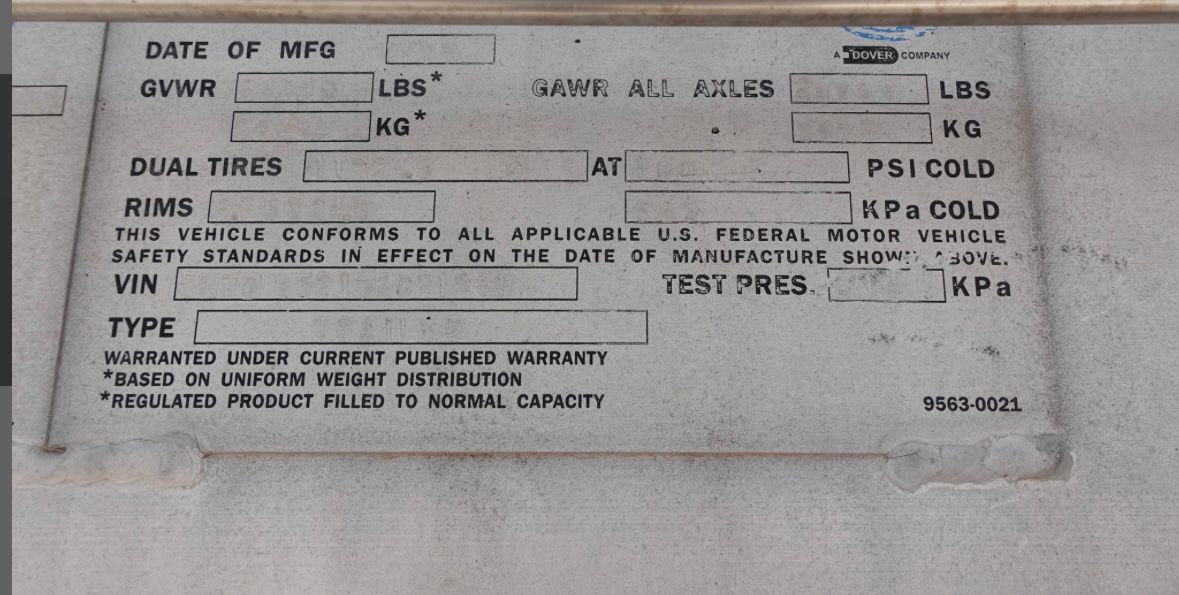 DATE OF MFG
A DOVER COMPANY
GVWR LBS* GAWR ALL AXLES LBS
KG* KG
DUAL TIRES AT PSI COLD
RIMS KPa COLD
THIS VEHICLE CONFORMS TO ALL APPLICABLE U.S. FEDERAL MOTOR VEHICLE
SAFETY STANDARDS IN EFFECT ON THE DATE OF MANUFACTURE SHOWN ABOVE.
VIN TEST PRES. KPa
TYPE
WARRANTED UNDER CURRENT PUBLISHED WARRANTY
*BASED ON UNIFORM WEIGHT DISTRIBUTION
*REGULATED PRODUCT FILLED TO NORMAL CAPACITY
9563-0021